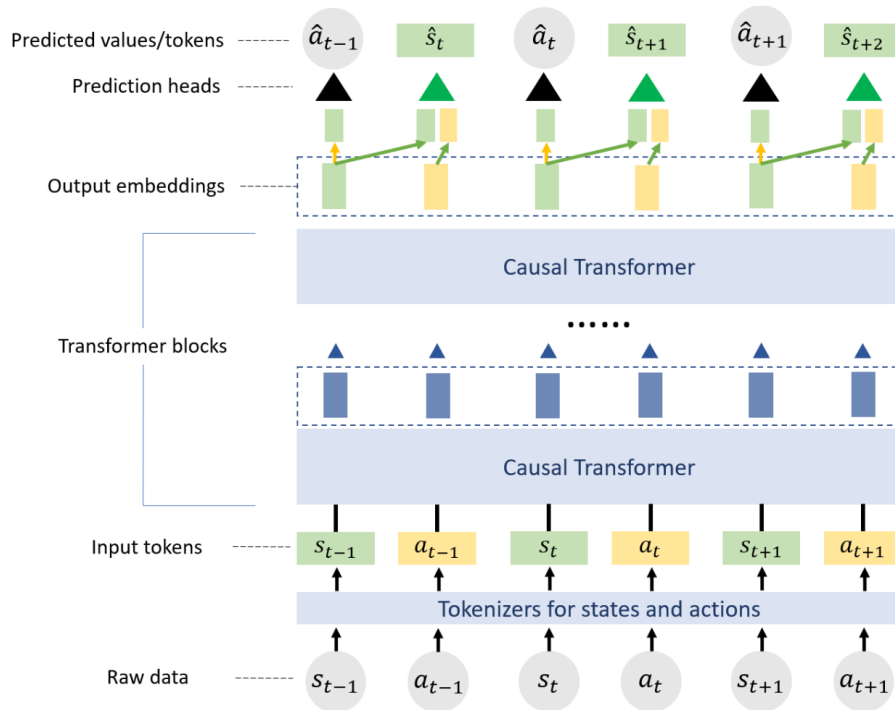 Predicted values/tokens
â_{t−1} ŝ_t â_t ŝ_{t+1} â_{t+1} ŝ_{t+2}
Prediction heads
Output embeddings
Causal Transformer
......
Transformer blocks
Causal Transformer
Input tokens
s_{t−1} a_{t−1} s_t a_t s_{t+1} a_{t+1}
Tokenizers for states and actions
Raw data
s_{t−1} a_{t−1} s_t a_t s_{t+1} a_{t+1}